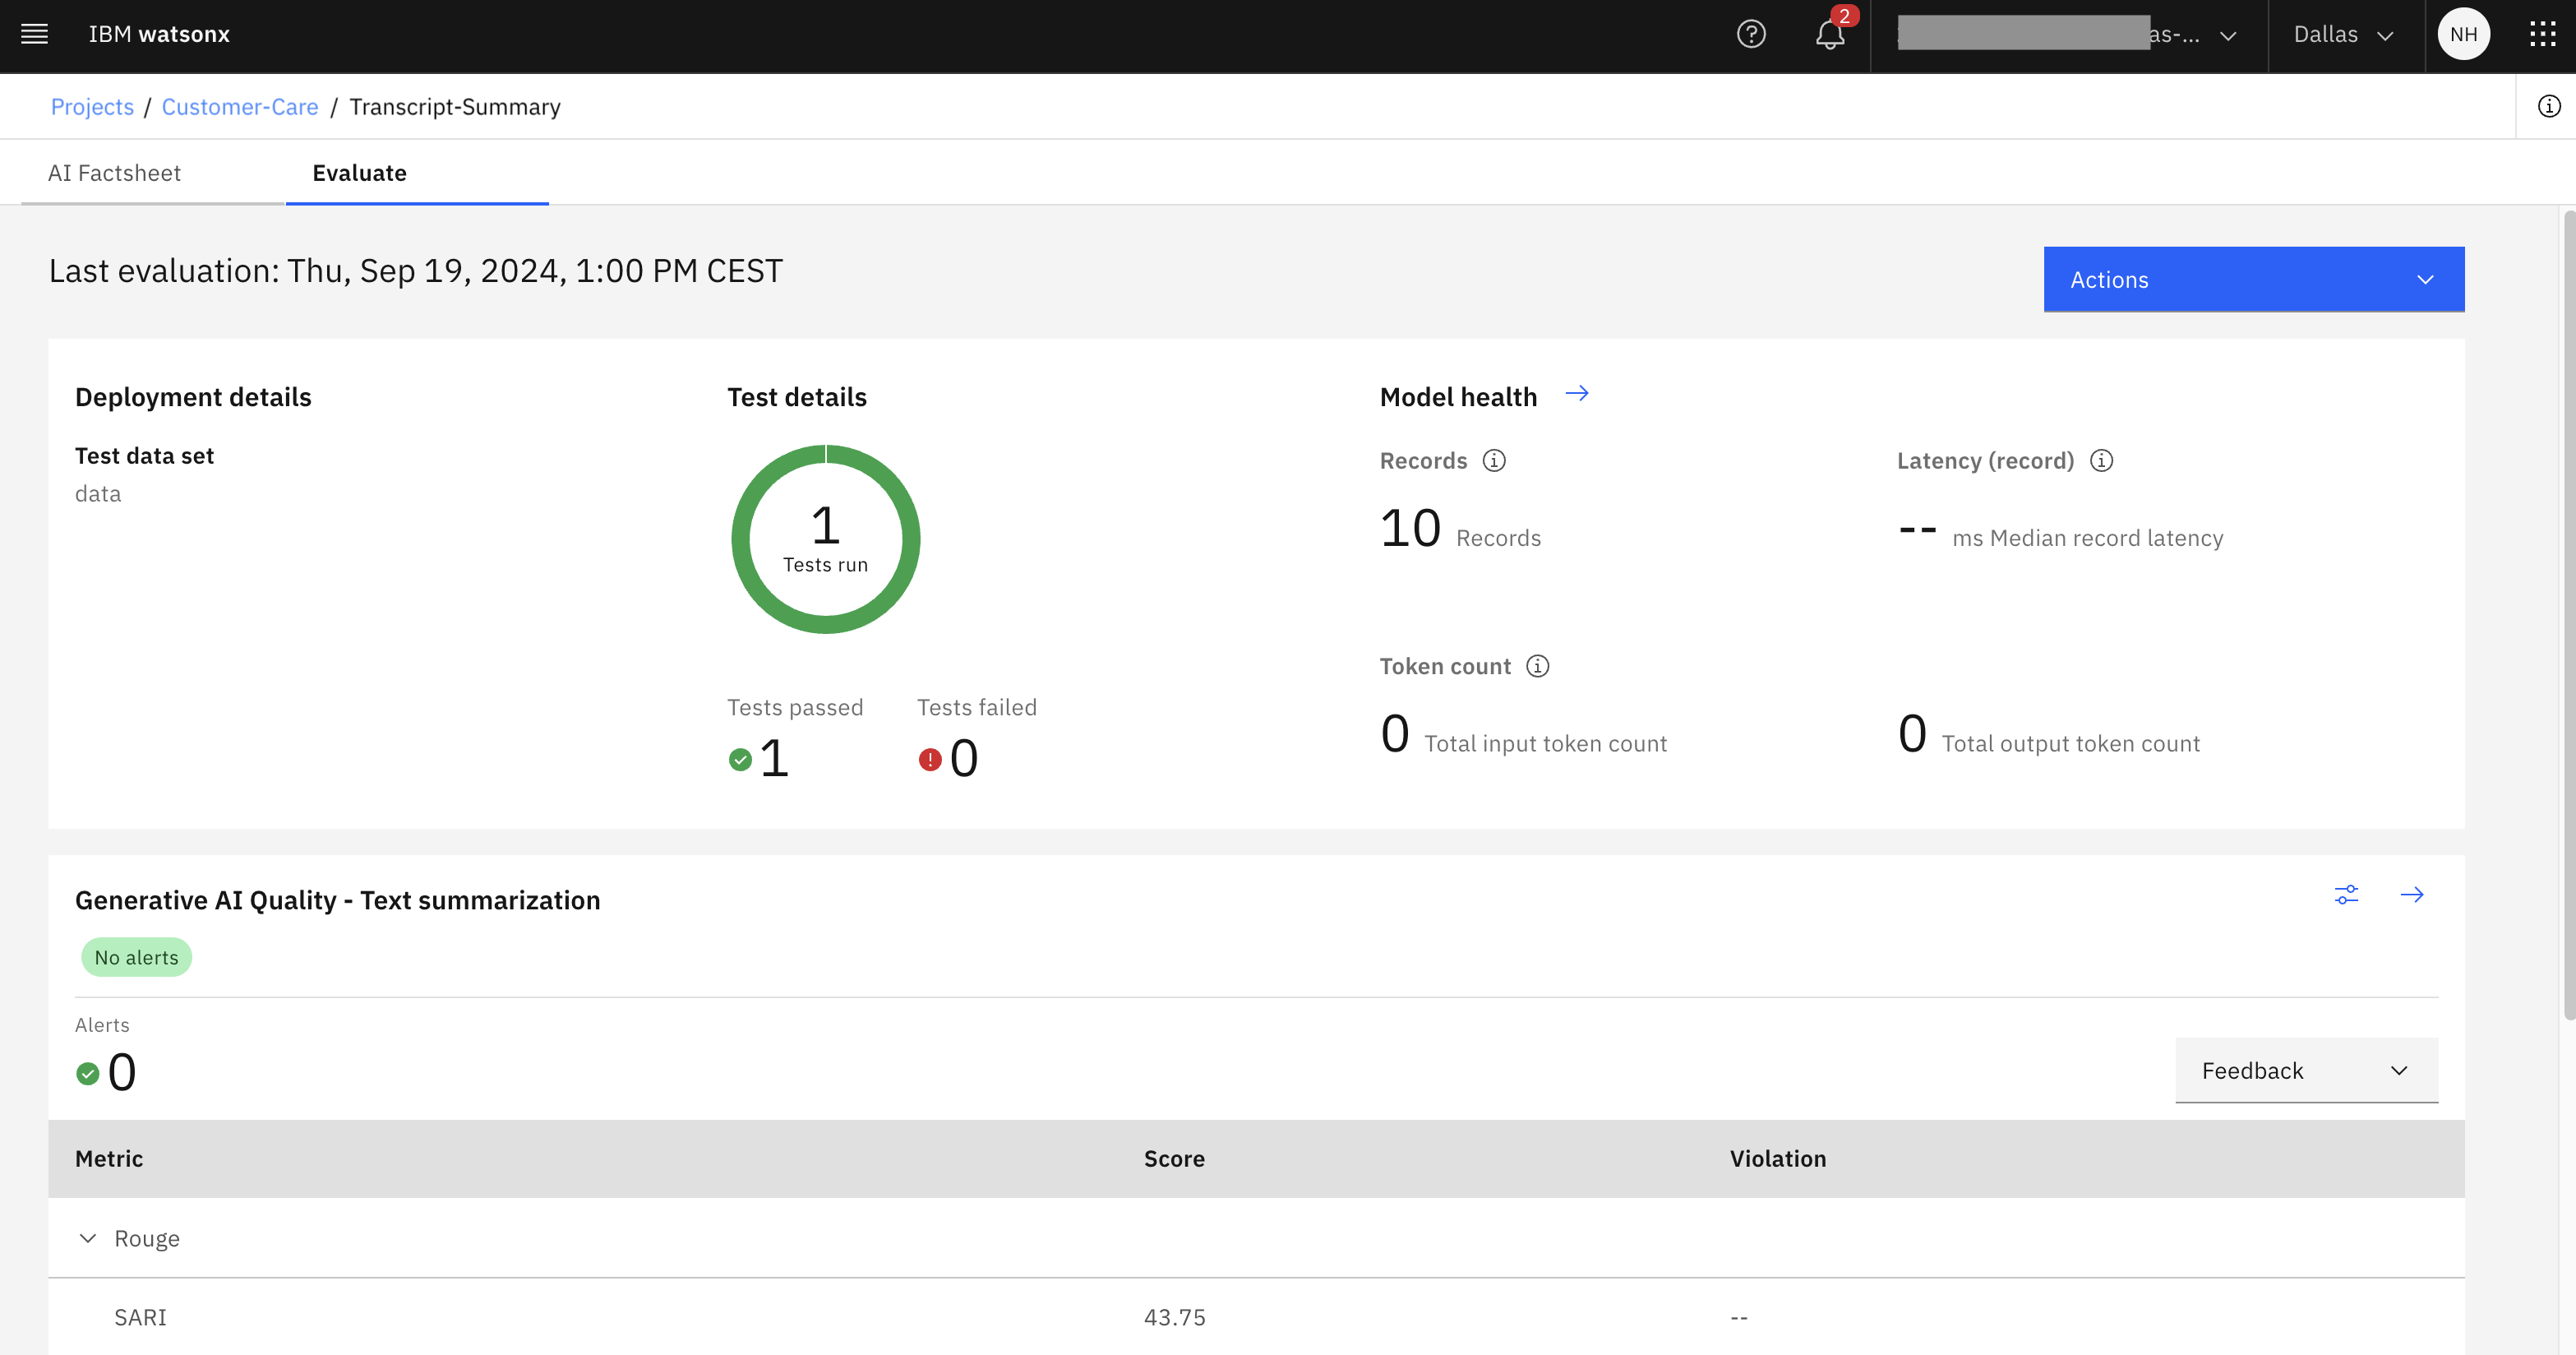 IBM watsonx
2
as-...
Dallas
NH
Projects / Customer-Care / Transcript-Summary
AI Factsheet
Evaluate
Last evaluation: Thu, Sep 19, 2024, 1:00 PM CEST
Actions
Deployment details
Test data set
data
Test details
1
Tests run
Tests passed
1
Tests failed
0
Model health
Records
10 Records
Latency (record)
-- ms Median record latency
Token count
0 Total input token count
0 Total output token count
Generative AI Quality - Text summarization
No alerts
Alerts
0
Feedback
Metric Score Violation
Rouge
SARI 43.75 --